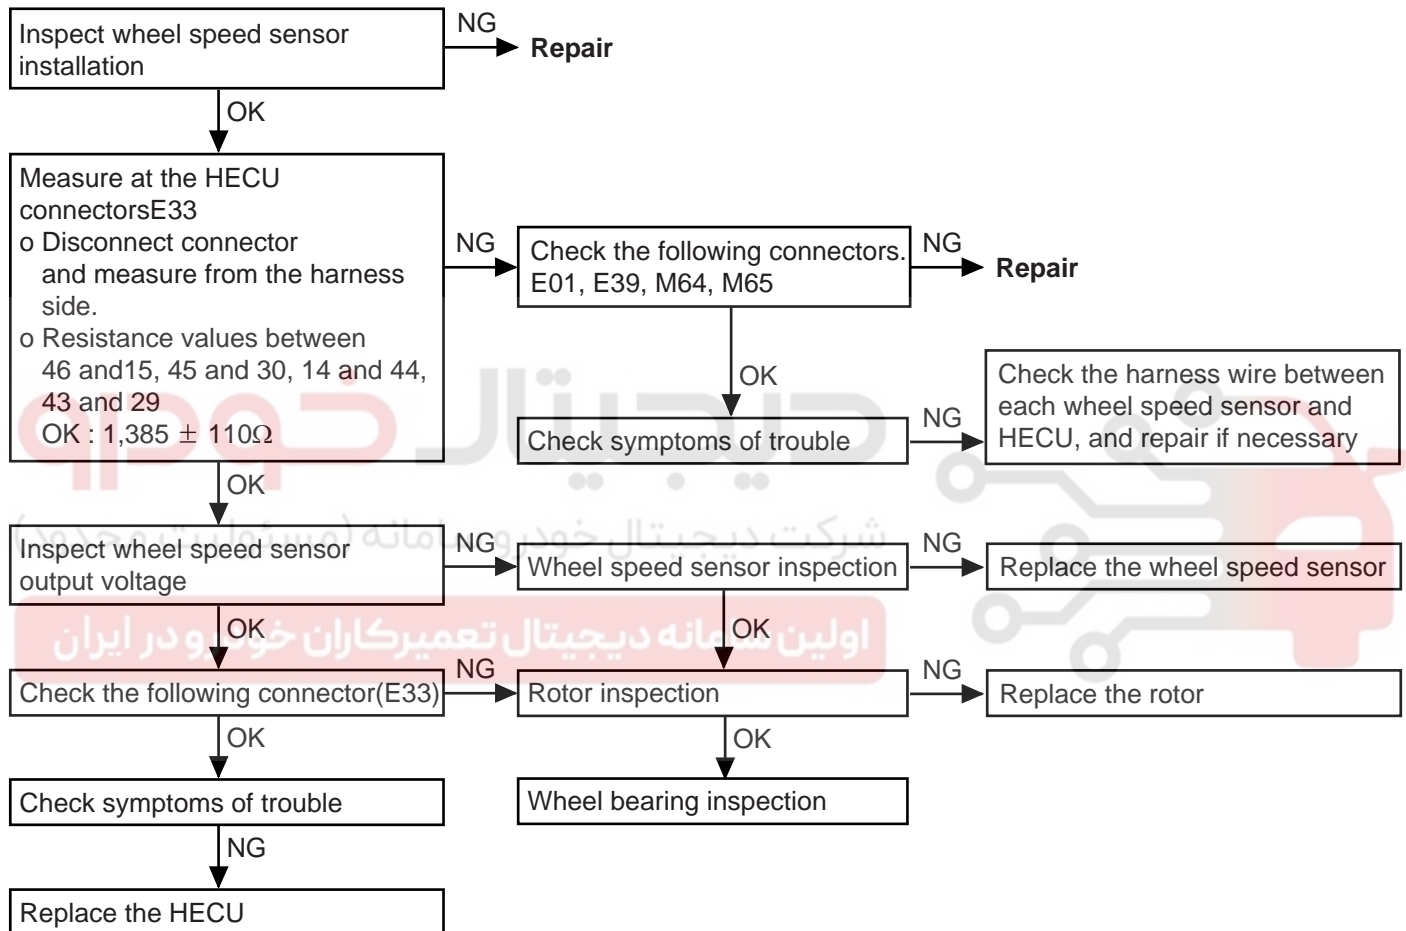 Inspect wheel speed sensor
installation
NG
Repair
OK
Measure at the HECU
connectorsE33
o Disconnect connector
and measure from the harness
side.
o Resistance values between
46 and15, 45 and 30, 14 and 44,
43 and 29
OK : 1,385 ± 110Ω
NG
Check the following connectors.
E01, E39, M64, M65
NG
Repair
OK
Check symptoms of trouble
NG
Check the harness wire between
each wheel speed sensor and
HECU, and repair if necessary
OK
دیجیتال خودرو
شرکت دیجیتال خودرو سامانه (مسئولیت محدود)
اولین سامانه دیجیتال تعمیرکاران خودرو در ایران
Inspect wheel speed sensor
output voltage
NG
Wheel speed sensor inspection
NG
Replace the wheel speed sensor
OK
OK
Check the following connector(E33)
NG
Rotor inspection
NG
Replace the rotor
OK
OK
Check symptoms of trouble
Wheel bearing inspection
NG
Replace the HECU